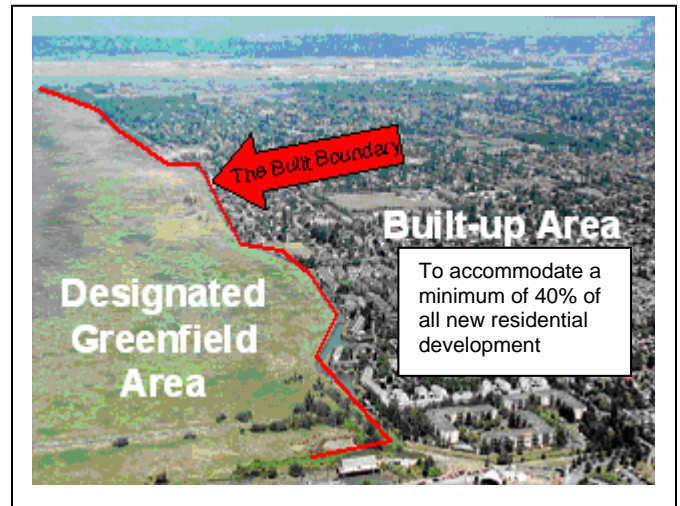 The Built Boundary
Built-up Area
To accommodate a
minimum of 40% of
all new residential
development
Designated
Greenfield
Area